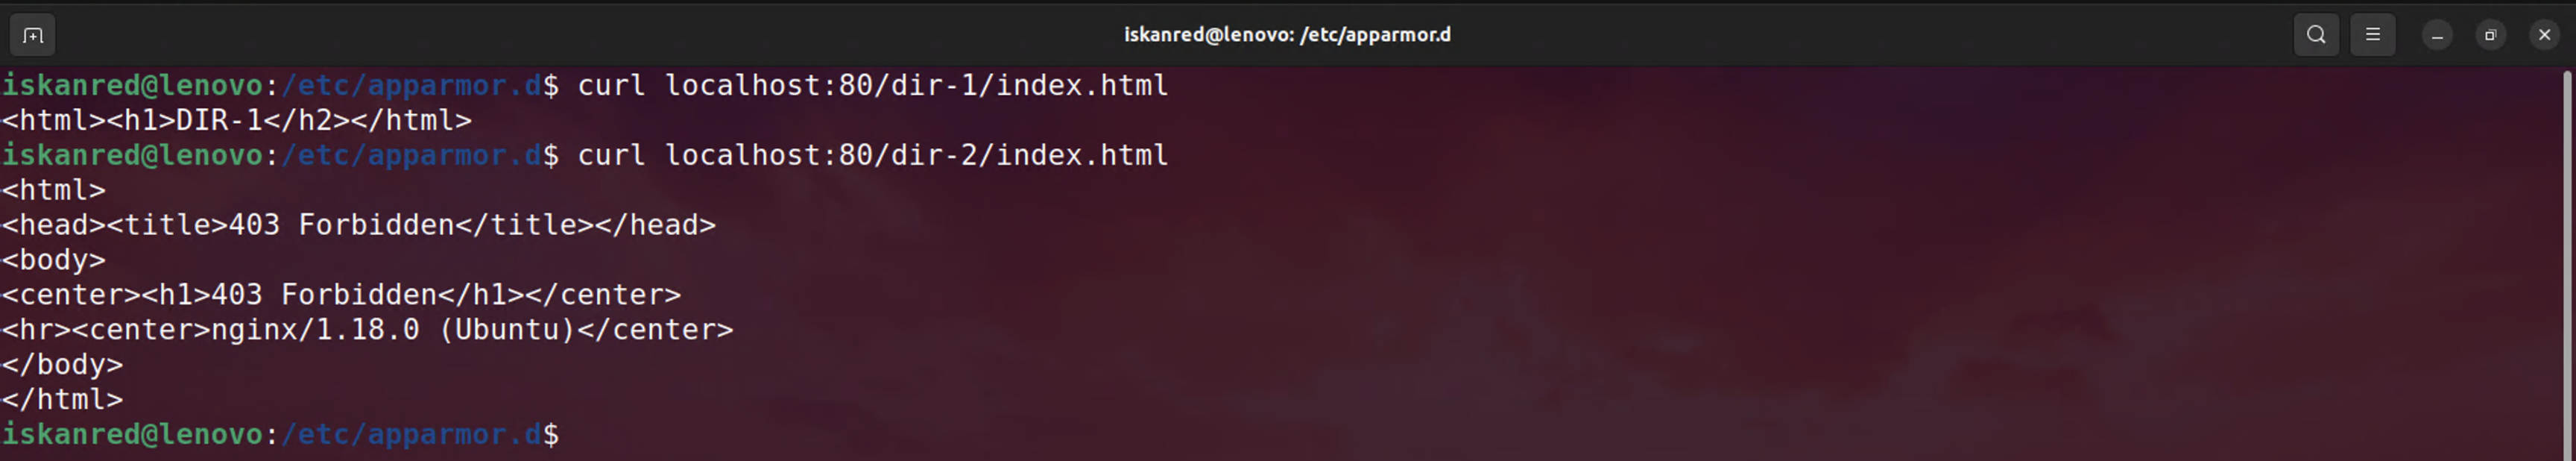 iskanred@lenovo: /etc/apparmor.d
iskanred@lenovo:/etc/apparmor.d$ curl localhost:80/dir-1/index.html
<html><h1>DIR-1</h2></html>
iskanred@lenovo:/etc/apparmor.d$ curl localhost:80/dir-2/index.html
<html>
<head><title>403 Forbidden</title></head>
<body>
<center><h1>403 Forbidden</h1></center>
<hr><center>nginx/1.18.0 (Ubuntu)</center>
</body>
</html>
iskanred@lenovo:/etc/apparmor.d$